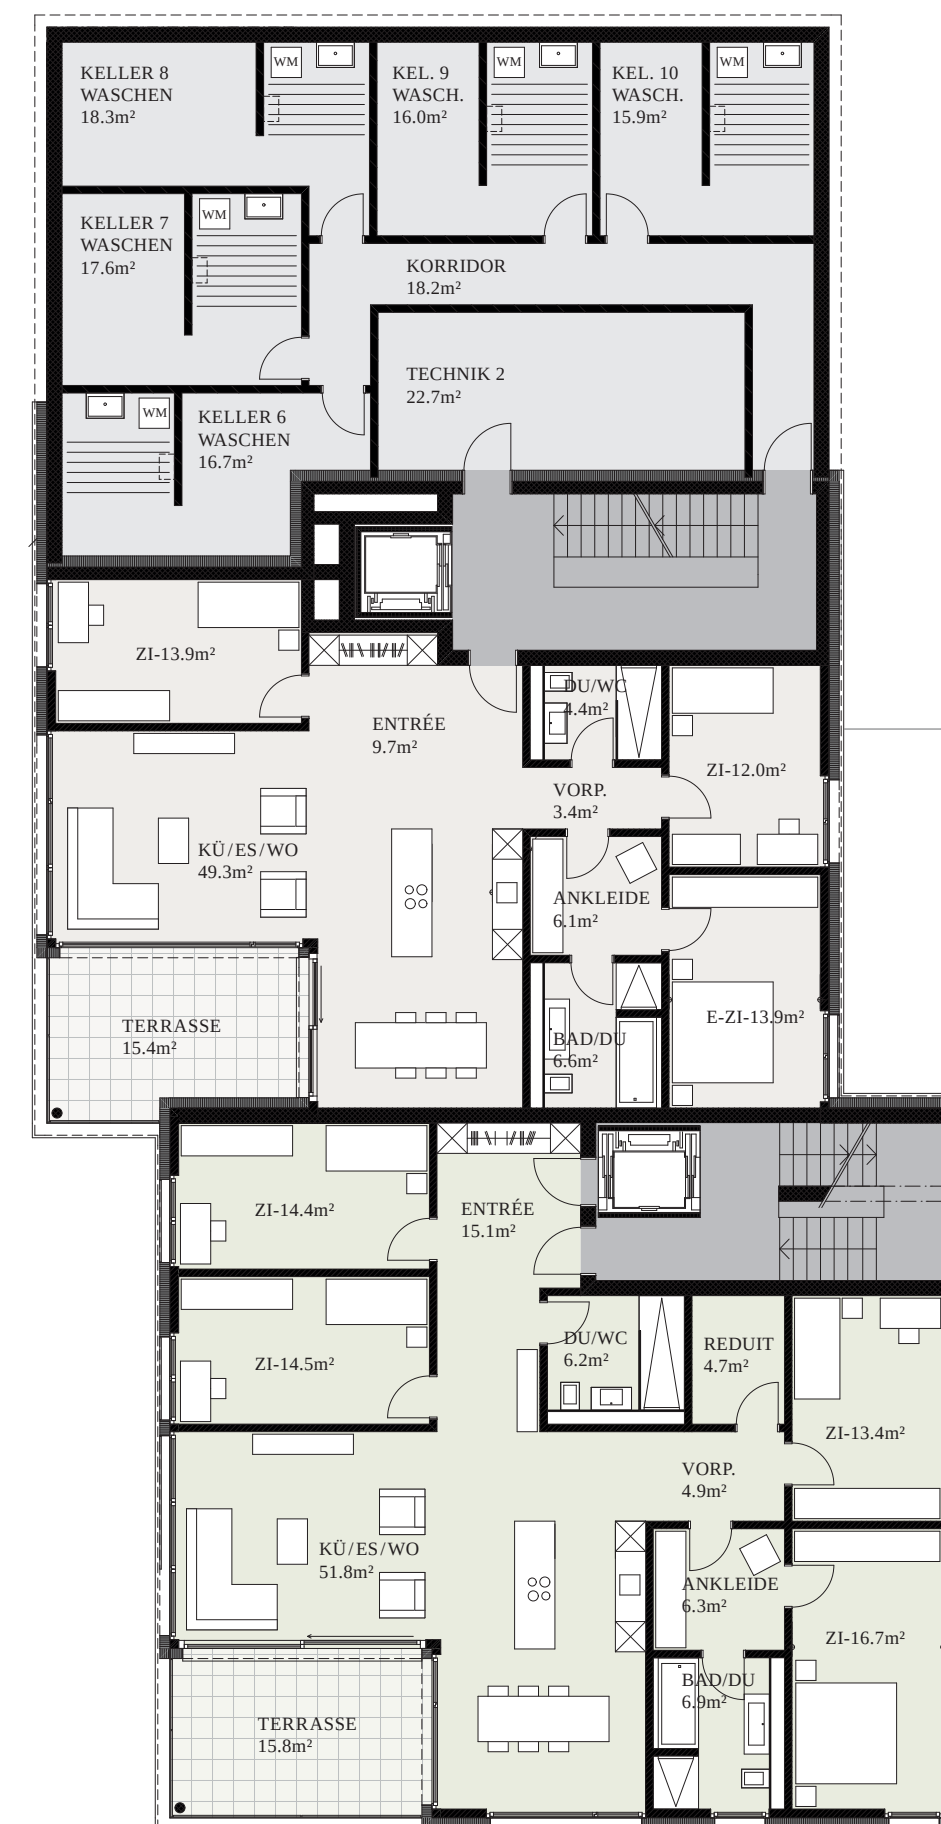 KELLER 8
WASCHEN
18.3m²
WM
KEL. 9
WASCH.
16.0m²
WM
KEL. 10
WASCH.
15.9m²
WM
KELLER 7
WASCHEN
17.6m²
WM
KORRIDOR
18.2m²
TECHNIK 2
22.7m²
WM
KELLER 6
WASCHEN
16.7m²
ZI-13.9m²
ENTRÉE
9.7m²
DU/WC
4.4m²
ZI-12.0m²
VORP.
3.4m²
KÜ/ES/WO
49.3m²
ANKLEIDE
6.1m²
TERRASSE
15.4m²
BAD/DU
6.6m²
E-ZI-13.9m²
ZI-14.4m²
ENTRÉE
15.1m²
ZI-14.5m²
DU/WC
6.2m²
REDUIT
4.7m²
ZI-13.4m²
VORP.
4.9m²
KÜ/ES/WO
51.8m²
ANKLEIDE
6.3m²
ZI-16.7m²
BAD/DU
6.9m²
TERRASSE
15.8m²